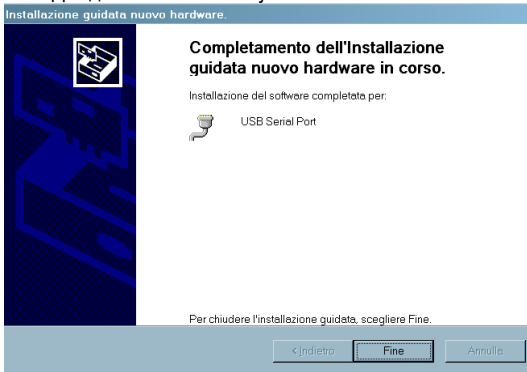 Installazione guidata nuovo hardware.
Completamento dell'Installazione
guidata nuovo hardware in corso.
Installazione del software completata per:
USB Serial Port
Per chiudere l'installazione guidata, scegliere Fine.
< Indietro
Fine
Annulla